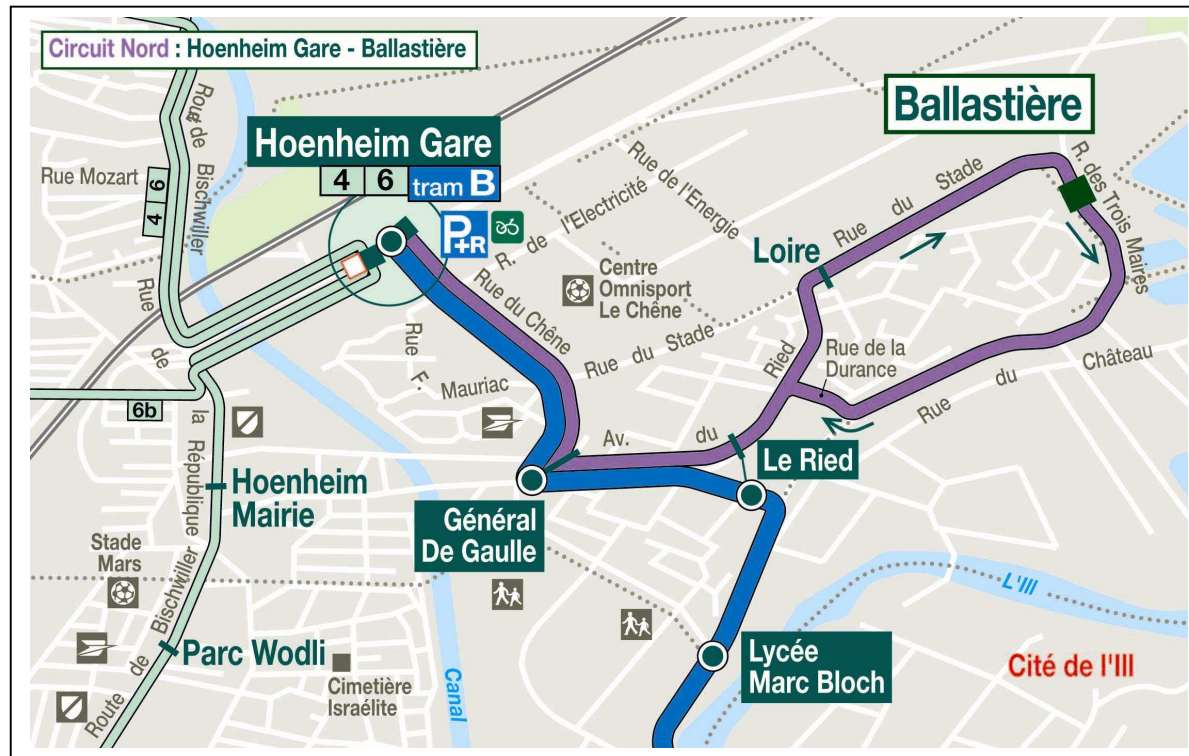 Circuit Nord : Hoenheim Gare - Ballastière
Ballastière
Hoenheim Gare
4 6 tram B
P+R
Rue Mozart
4 6
Route de Bischwiller
Rue de la République
6b
R. de l'Electricité
Rue de l'Energie
Rue du Chêne
Centre
Omnisport
Le Chêne
Rue du Stade
Loire
Rue du Stade
R. des Trois Maires
Rue F. Mauriac
Rue de la
Durance
Rue du Château
Av. du Ried
Le Ried
Général
De Gaulle
Hoenheim
Mairie
Stade
Mars
Parc Wodli
Route de Bischwiller
Cimetière
Israélite
Canal
Lycée
Marc Bloch
L'Ill
Cité de l'Ill